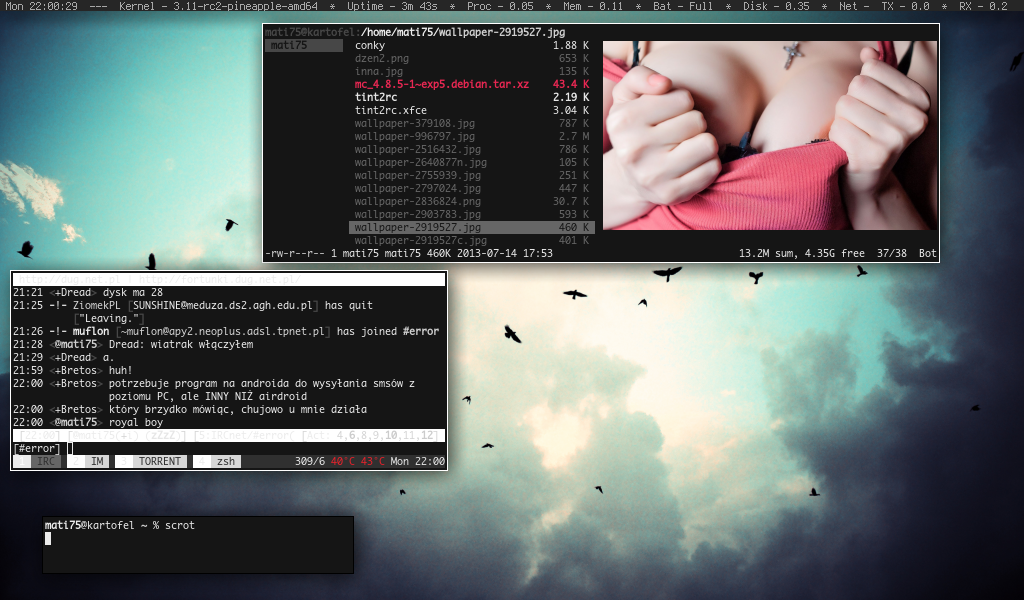 Mon 22:00:29 --- Kernel - 3.11-rc2-pineapple-amd64 * Uptime - 3m 43s * Proc - 0.05 * Mem - 0.11 * Bat - Full * Disk - 0.35 * Net - TX - 0.0 * RX - 0.2
mati75@kartofel:/home/mati75/wallpaper-2919527.jpg
mati75
conky 1.88 K
dzen2.png 653 K
inna.jpg 135 K
mc_4.8.5-1~exp5.debian.tar.xz 43.4 K
tint2rc 2.19 K
tint2rc.xfce 3.04 K
wallpaper-379108.jpg 787 K
wallpaper-996797.jpg 2.7 M
wallpaper-2516432.jpg 786 K
wallpaper-2640877n.jpg 105 K
wallpaper-2755939.jpg 251 K
wallpaper-2797024.jpg 447 K
wallpaper-2836824.png 30.7 K
wallpaper-2903783.jpg 593 K
wallpaper-2919527.jpg 460 K
wallpaper-2919527c.jpg 401 K
-rw-r--r-- 1 mati75 mati75 460K 2013-07-14 17:53 13.2M sum, 4.35G free 37/38 Bot
21:21 <+Dread> dysk ma 28
21:25 -!- ZiomekPL [SUNSHINE@meduza.ds2.agh.edu.pl] has quit
["Leaving."]
21:26 -!- muflon [~muflon@apy2.neoplus.adsl.tpnet.pl] has joined #error
21:28 <@mati75> Dread: wiatrak włączyłem
21:29 <+Dread> a.
21:59 <+Bretos> huh!
22:00 <+Bretos> potrzebuje program na androida do wysyłania smsów z
poziomu PC, ale INNY NIŻ airdroid
22:00 <+Bretos> który brzydko mówiąc, chujowo u mnie działa
22:00 <@mati75> royal boy
[22:00] [@mati75(+i) (zZzZ)] [5:IRCnet/#error( [Act: 4,6,8,9,10,11,12]
[#error]
IRC IM TORRENT zsh 309/6 40°C 43°C Mon 22:00
mati75@kartofel ~ % scrot